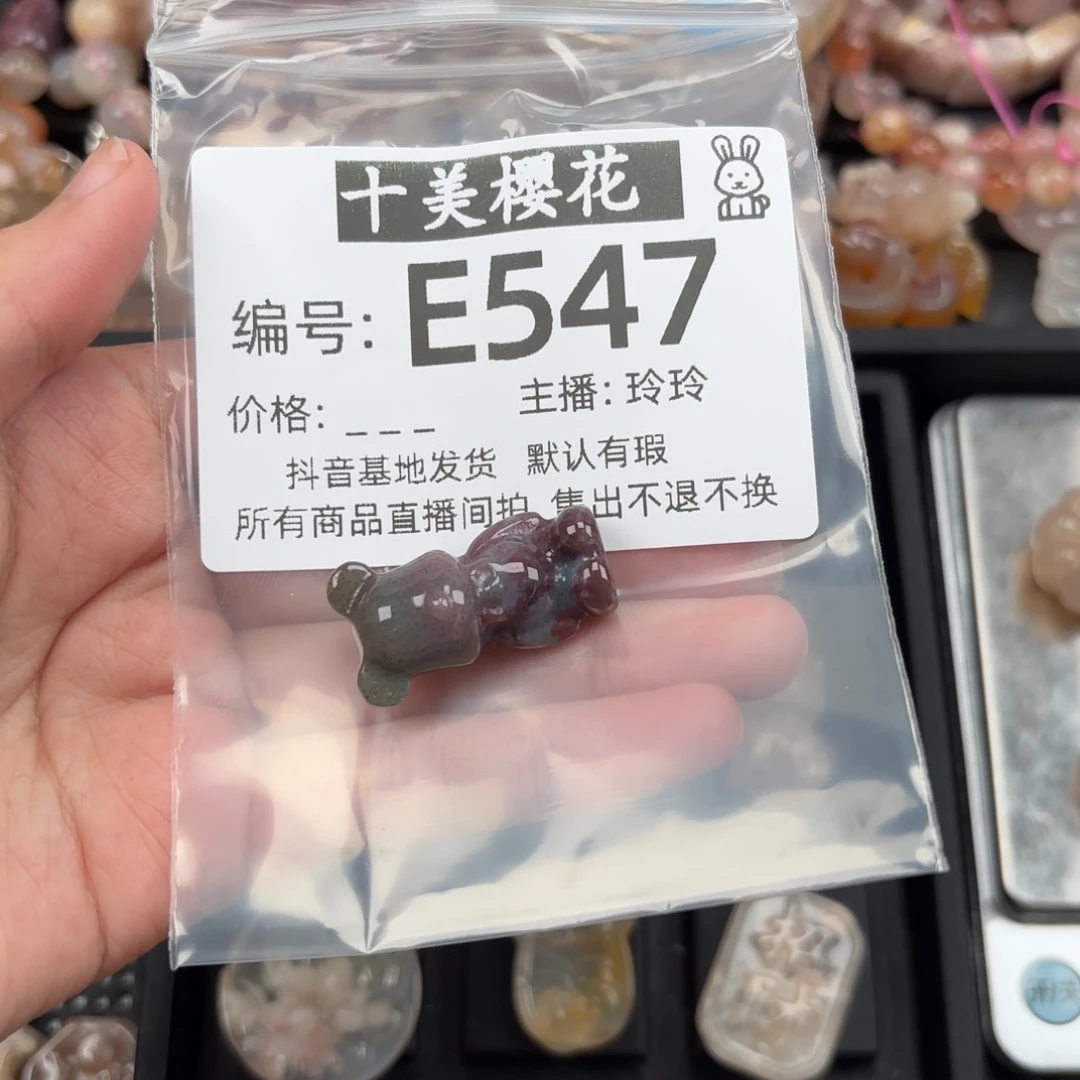 十美樱花
编号: E547
价格: _ _ _ 主播: 玲玲
抖音基地发货 默认有瑕
所有商品直播间拍 售出不退不换